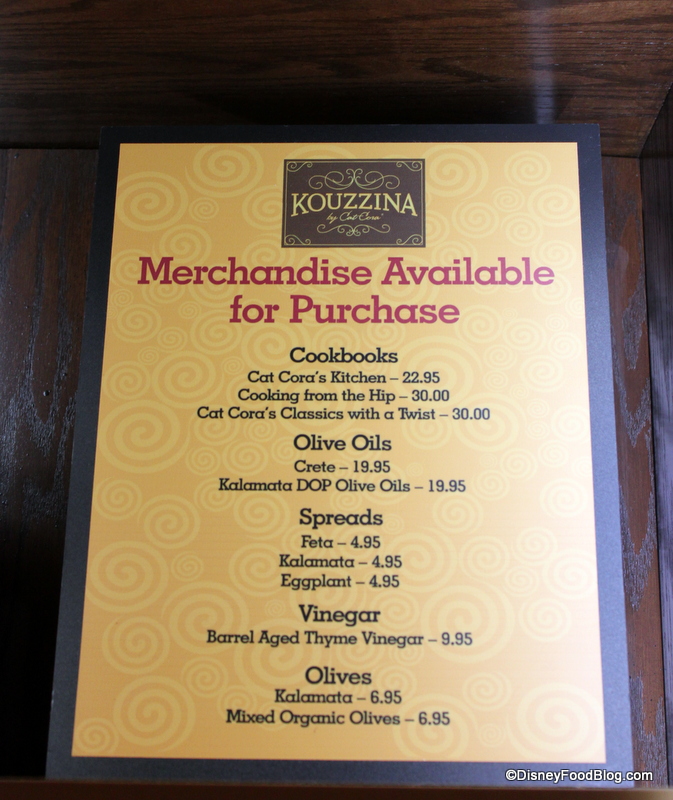 KOUZZINA
by Cat Cora
Merchandise Available
for Purchase
Cookbooks
Cat Cora's Kitchen – 22.95
Cooking from the Hip – 30.00
Cat Cora's Classics with a Twist – 30.00
Olive Oils
Crete – 19.95
Kalamata DOP Olive Oils – 19.95
Spreads
Feta – 4.95
Kalamata – 4.95
Eggplant – 4.95
Vinegar
Barrel Aged Thyme Vinegar – 9.95
Olives
Kalamata – 6.95
Mixed Organic Olives – 6.95
©DisneyFoodBlog.com